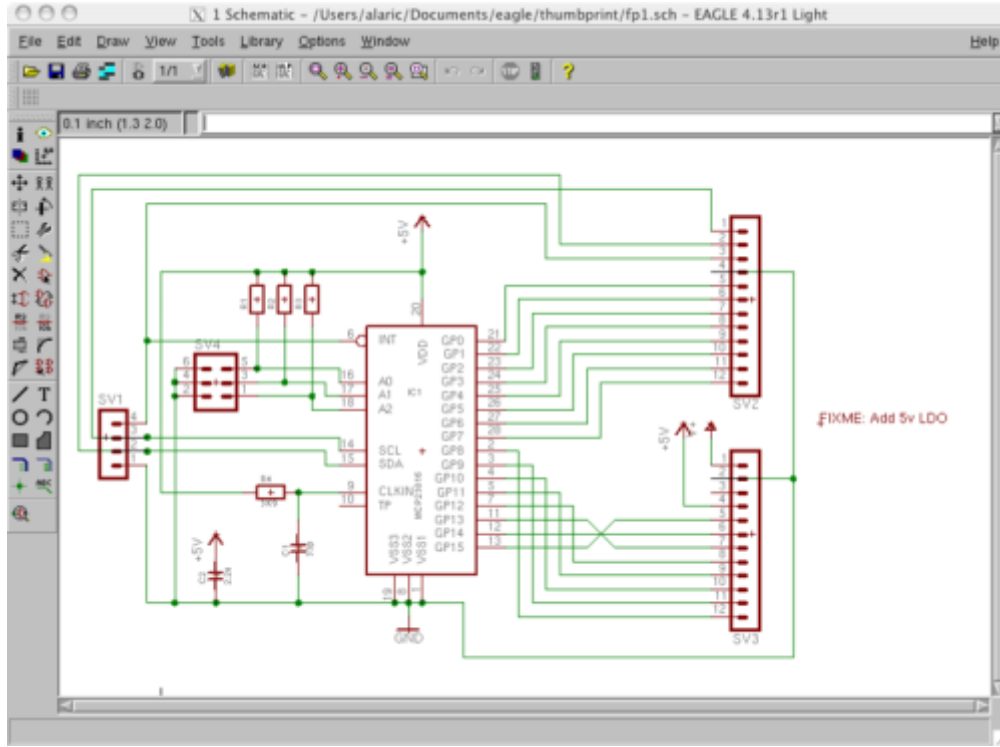 1 Schematic - /Users/alaric/Documents/eagle/thumbprint/fp1.sch - EAGLE 4.13r1 Light
File Edit Draw View Tools Library Options Window Help
1/1
0.1 inch (1.3 2.0)
+5V
1
2
3
4
5
6
7
8
9
10
11
12
SV2
R1
R2
R3
20
VDD
6
INT
IC1
MCP23016
SV4
6
4
2
5
3
1
16
A0
17
A1
18
A2
14
SCL
15
SDA
9
CLKIN
10
TP
GP0
21
GP1
22
GP2
23
GP3
24
GP4
25
GP5
26
GP6
27
GP7
28
GP8
2
GP9
3
GP10
4
GP11
5
GP12
7
GP13
11
GP14
12
GP15
13
SV1
4
3
2
1
R4
3K9
C1
+5V
C2
VSS3
VSS2
VSS1
19
8
1
GND
FIXME: Add 5v LDO
+5V
V+
1
2
3
4
5
6
7
8
9
10
11
12
SV3